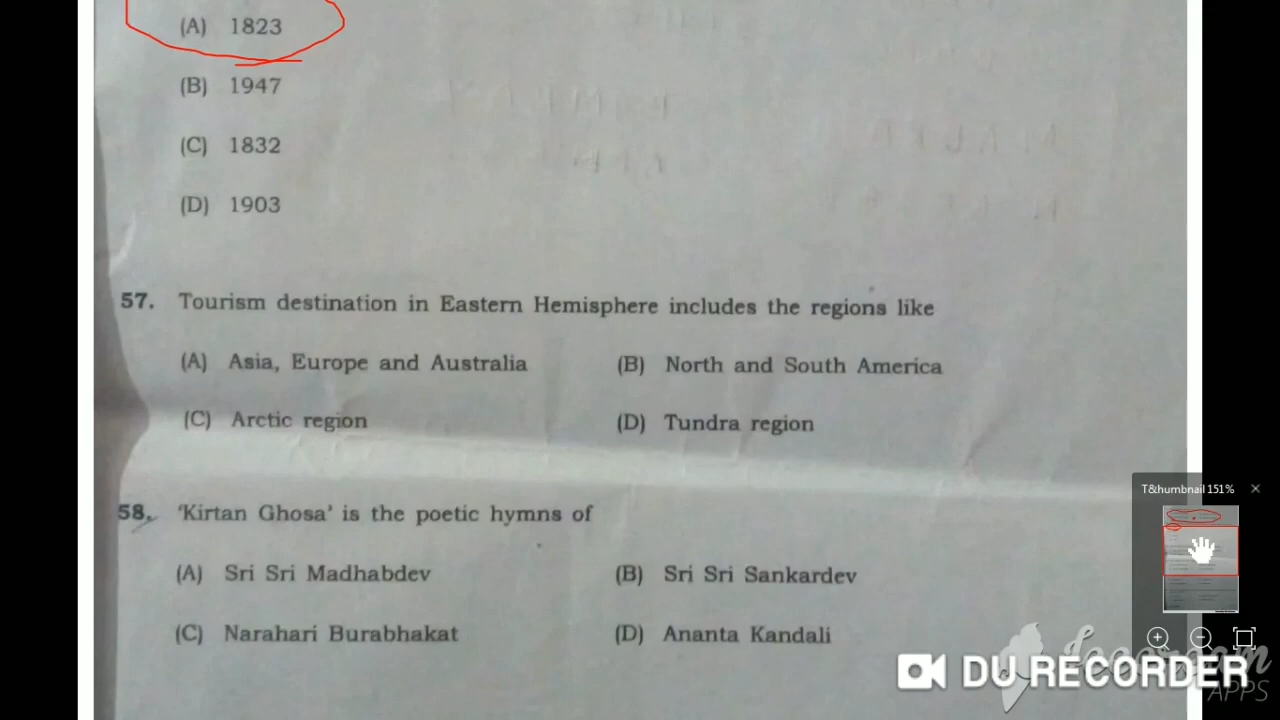 (A) 1823
(B) 1947
(C) 1832
(D) 1903
57. Tourism destination in Eastern Hemisphere includes the regions like
(A) Asia, Europe and Australia (B) North and South America
(C) Arctic region (D) Tundra region
T&humbnail 151%
58. 'Kirtan Ghosa' is the poetic hymns of
(A) Sri Sri Madhabdev (B) Sri Sri Sankardev
(C) Narahari Burabhakat (D) Ananta Kandali
DU RECORDER
APPS